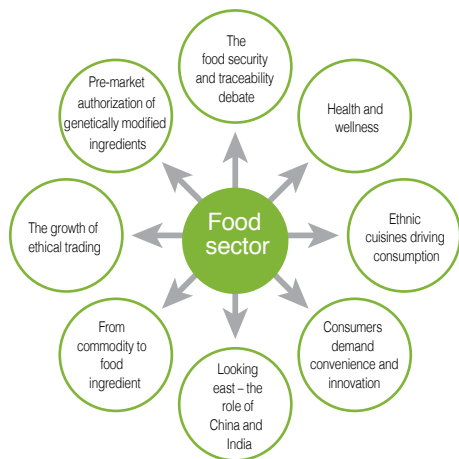 The
food security
and traceability
debate
Pre-market
authorization of
genetically modified
ingredients
Health and
wellness
Food
sector
The growth of
ethical trading
Ethnic
cuisines driving
consumption
From
commodity to
food
ingredient
Consumers
demand
convenience and
innovation
Looking
east – the
role of
China and
India